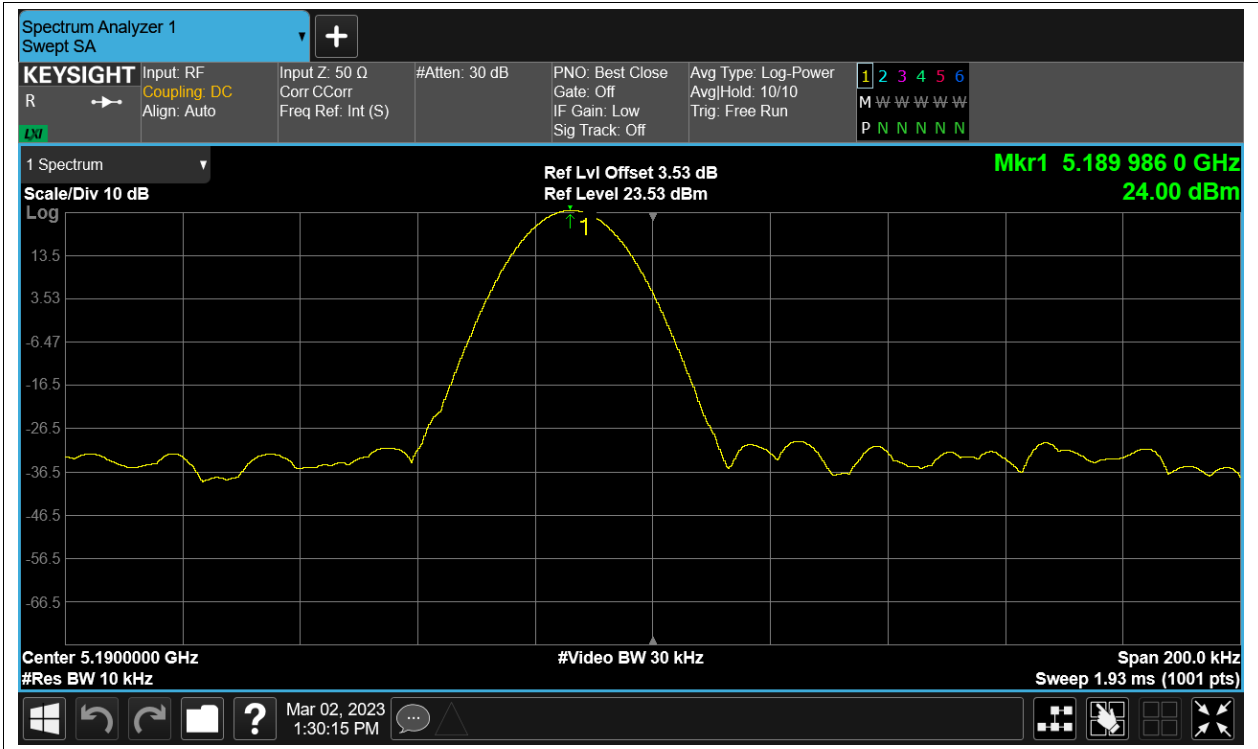 Spectrum Analyzer 1
Swept SA
KEYSIGHT
R
LXI
Input: RF
Coupling: DC
Align: Auto
Input Z: 50 Ω
Corr CCorr
Freq Ref: Int (S)
#Atten: 30 dB
PNO: Best Close
Gate: Off
IF Gain: Low
Sig Track: Off
Avg Type: Log-Power
Avg|Hold: 10/10
Trig: Free Run
1 2 3 4 5 6
M W W W W W
P N N N N N
1 Spectrum
Scale/Div 10 dB
Log
Ref Lvl Offset 3.53 dB
Ref Level 23.53 dBm
Mkr1 5.189 986 0 GHz
24.00 dBm
1
13.5
3.53
-6.47
-16.5
-26.5
-36.5
-46.5
-56.5
-66.5
Center 5.1900000 GHz
#Video BW 30 kHz
Span 200.0 kHz
#Res BW 10 kHz
Sweep 1.93 ms (1001 pts)
?
Mar 02, 2023
1:30:15 PM